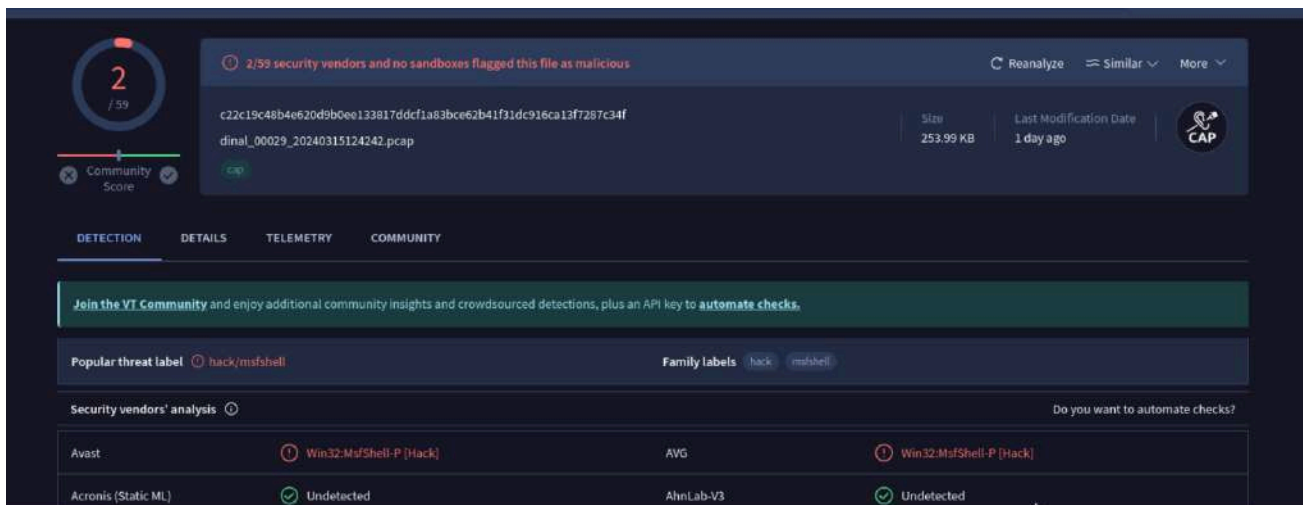 2
/ 59
Community
Score
2/59 security vendors and no sandboxes flagged this file as malicious
Reanalyze
Similar
More
c22c19c48b4e620d9b0ee133817ddcf1a83bce62b41f31dc916ca13f7287c34f
dinal_00029_20240315124242.pcap
cap
Size
253.99 KB
Last Modification Date
1 day ago
CAP
DETECTION DETAILS TELEMETRY COMMUNITY
Join the VT Community and enjoy additional community insights and crowdsourced detections, plus an API key to automate checks.
Popular threat label hack/msfshell Family labels hack msfshell
Security vendors' analysis Do you want to automate checks?
Avast Win32:MsfShell-P [Hack] AVG Win32:MsfShell-P [Hack]
Acronis (Static ML) Undetected AhnLab-V3 Undetected